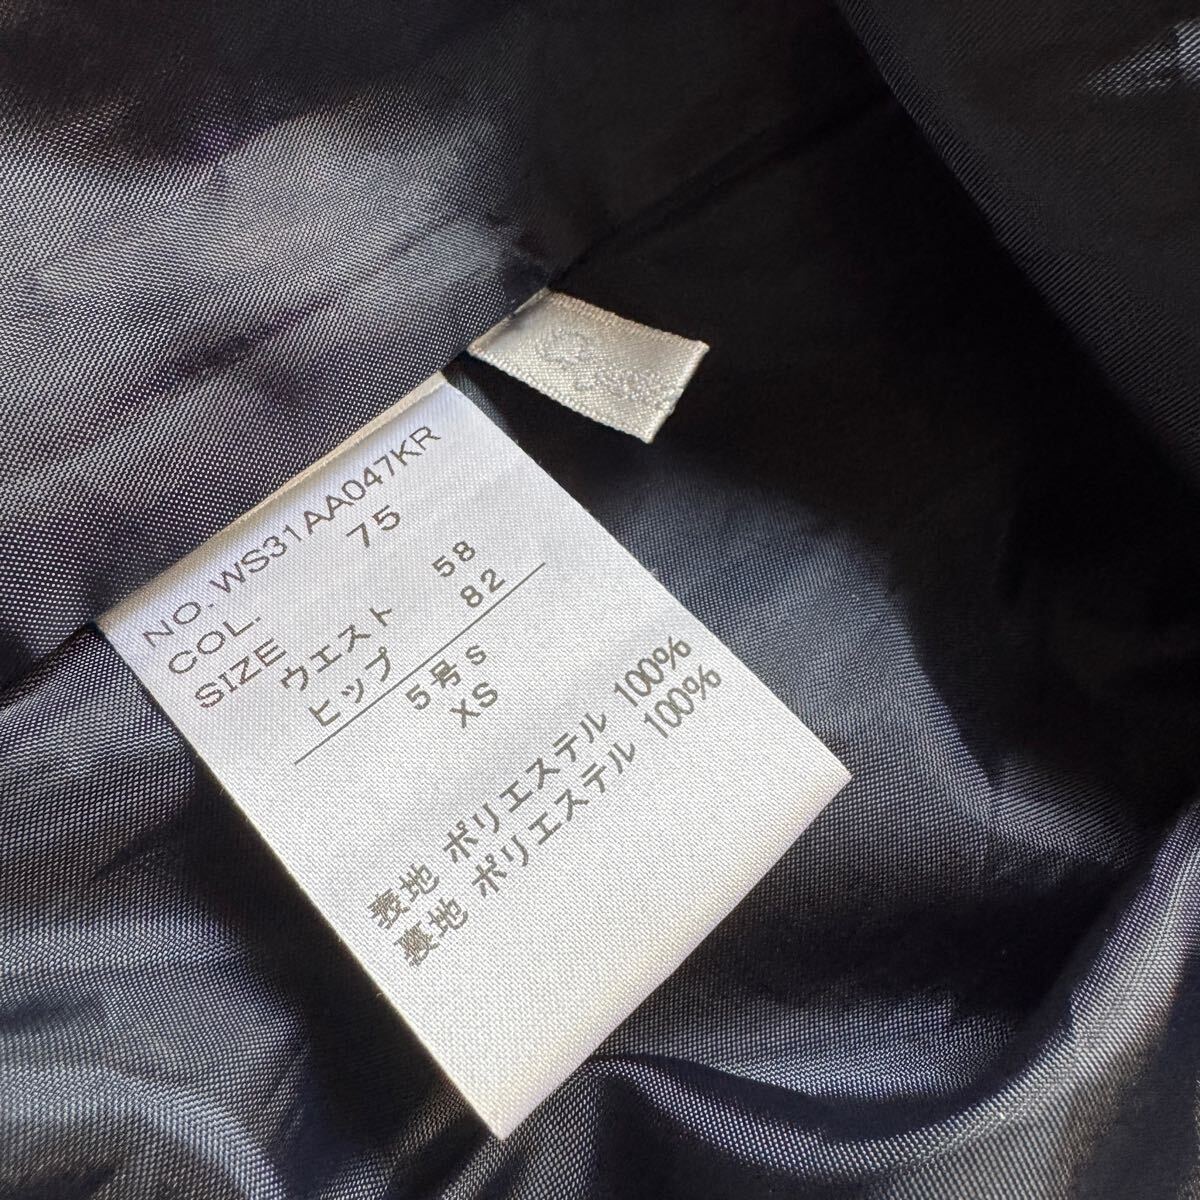 NO. WS31AA047KR
COL. 75
SIZE
ウエスト 58
ヒップ 82
5号S
XS
表地 ポリエステル 100%
裏地 ポリエステル 100%